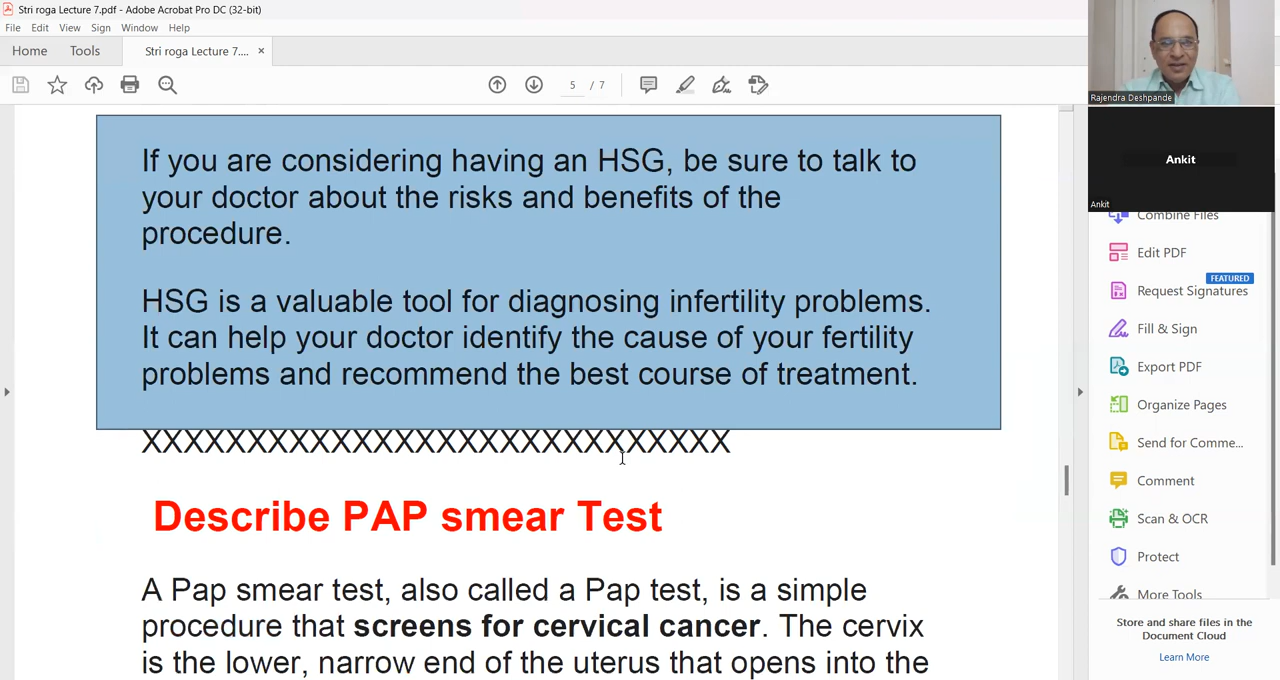 Stri roga Lecture 7.pdf - Adobe Acrobat Pro DC (32-bit)
File Edit View Sign Window Help
Home Tools Stri roga Lecture 7.... ×
5 / 7
If you are considering having an HSG, be sure to talk to
your doctor about the risks and benefits of the
procedure.
HSG is a valuable tool for diagnosing infertility problems.
It can help your doctor identify the cause of your fertility
problems and recommend the best course of treatment.
XXXXXXXXXXXXXXXXXXXXXXXXXXXX
Describe PAP smear Test
A Pap smear test, also called a Pap test, is a simple
procedure that screens for cervical cancer. The cervix
is the lower, narrow end of the uterus that opens into the
Rajendra Deshpande
Ankit
Ankit
Combine Files
Edit PDF
FEATURED
Request Signatures
Fill & Sign
Export PDF
Organize Pages
Send for Comme...
Comment
Scan & OCR
Protect
More Tools
Store and share files in the
Document Cloud
Learn More